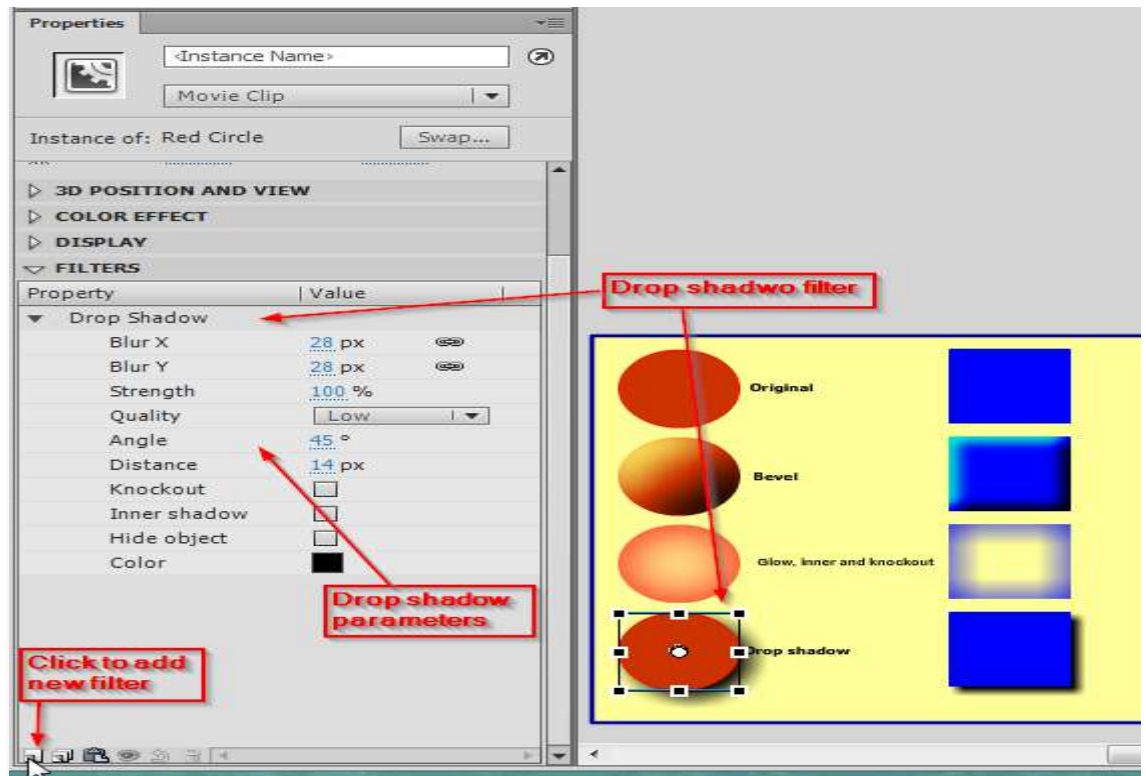 Properties
<Instance Name>
Movie Clip
Instance of: Red Circle
Swap...
3D POSITION AND VIEW
COLOR EFFECT
DISPLAY
FILTERS
Property Value
Drop Shadow
Blur X 28 px
Blur Y 28 px
Strength 100 %
Quality Low
Angle 45 °
Distance 14 px
Knockout
Inner shadow
Hide object
Color
Drop shadow
parameters
Click to add
new filter
Drop shadwo filter
Original
Bevel
Glow, inner and knockout
Drop shadow